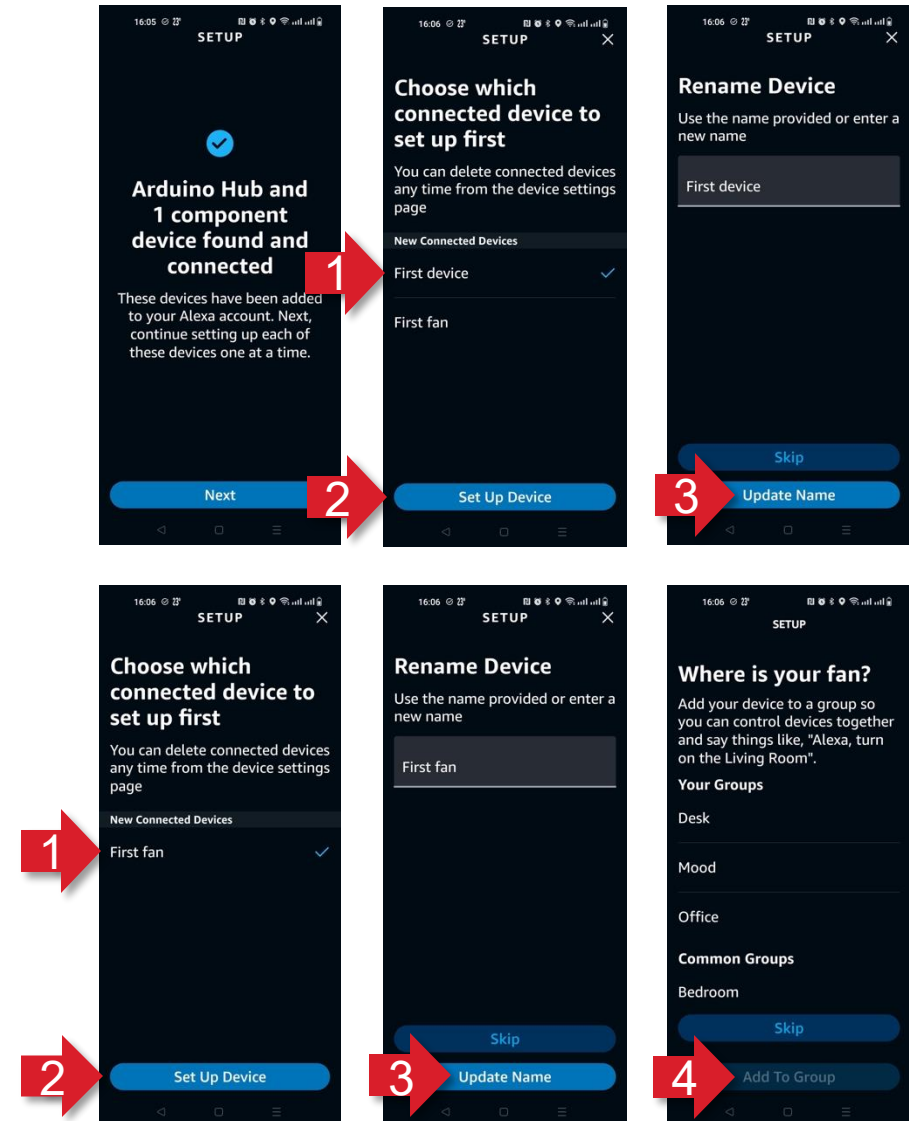 16:05
SETUP
Arduino Hub and
1 component
device found and
connected
These devices have been added
to your Alexa account. Next,
continue setting up each of
these devices one at a time.
Next
16:06
SETUP
Choose which
connected device to
set up first
You can delete connected devices
any time from the device settings
page
New Connected Devices
1
First device
First fan
2
Set Up Device
16:06
SETUP
Rename Device
Use the name provided or enter a
new name
First device
Skip
3
Update Name
16:06
SETUP
Choose which
connected device to
set up first
You can delete connected devices
any time from the device settings
page
New Connected Devices
1
First fan
2
Set Up Device
16:06
SETUP
Rename Device
Use the name provided or enter a
new name
First fan
Skip
3
Update Name
16:06
SETUP
Where is your fan?
Add your device to a group so
you can control devices together
and say things like, "Alexa, turn
on the Living Room".
Your Groups
Desk
Mood
Office
Common Groups
Bedroom
Skip
4
Add To Group